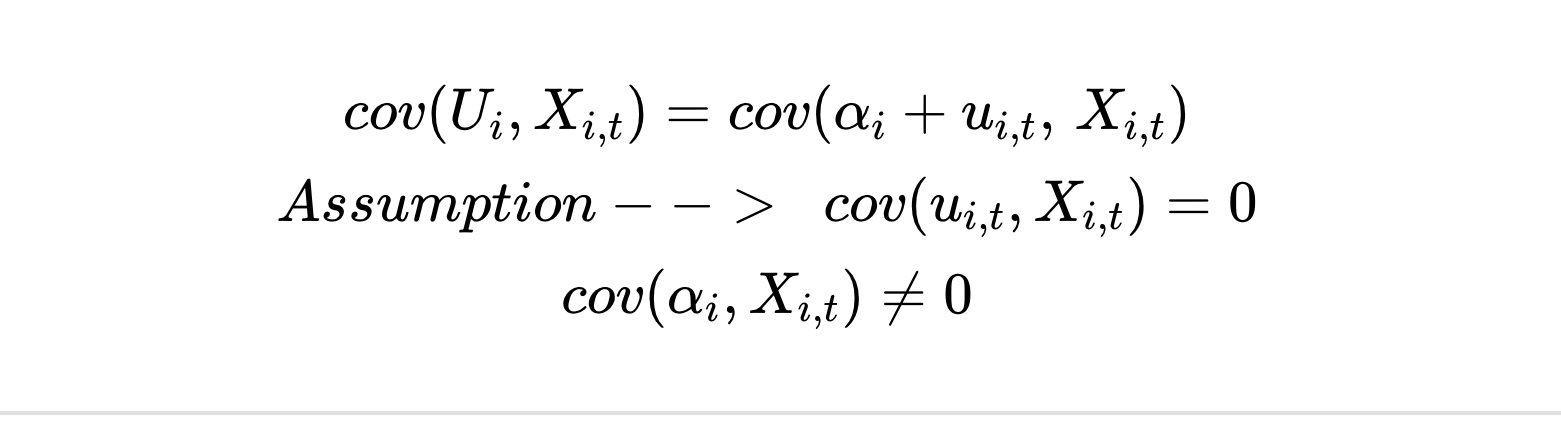 cov(U_i, X_{i,t}) = cov(α_i + u_{i,t}, X_{i,t})
Assumption −− > cov(u_{i,t}, X_{i,t}) = 0
cov(α_i, X_{i,t}) ≠ 0